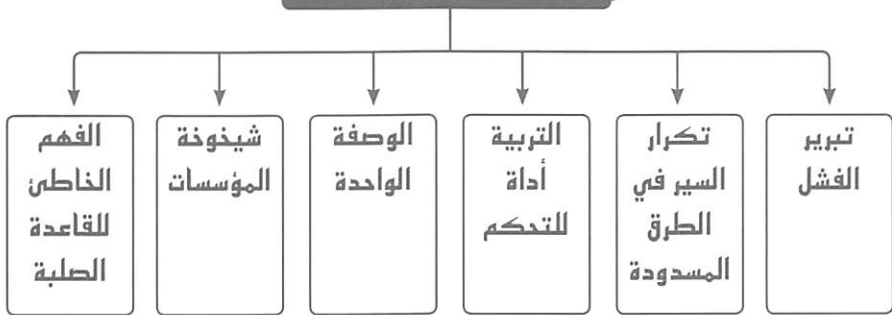 تبرير
الفشل
تكرار
السير في
الطرق
المسدودة
التربية
أداة
للتحكم
الوصفة
الواحدة
شيخوخة
المؤسسات
الفهم
الخاطئ
للقاعدة
الصلبة